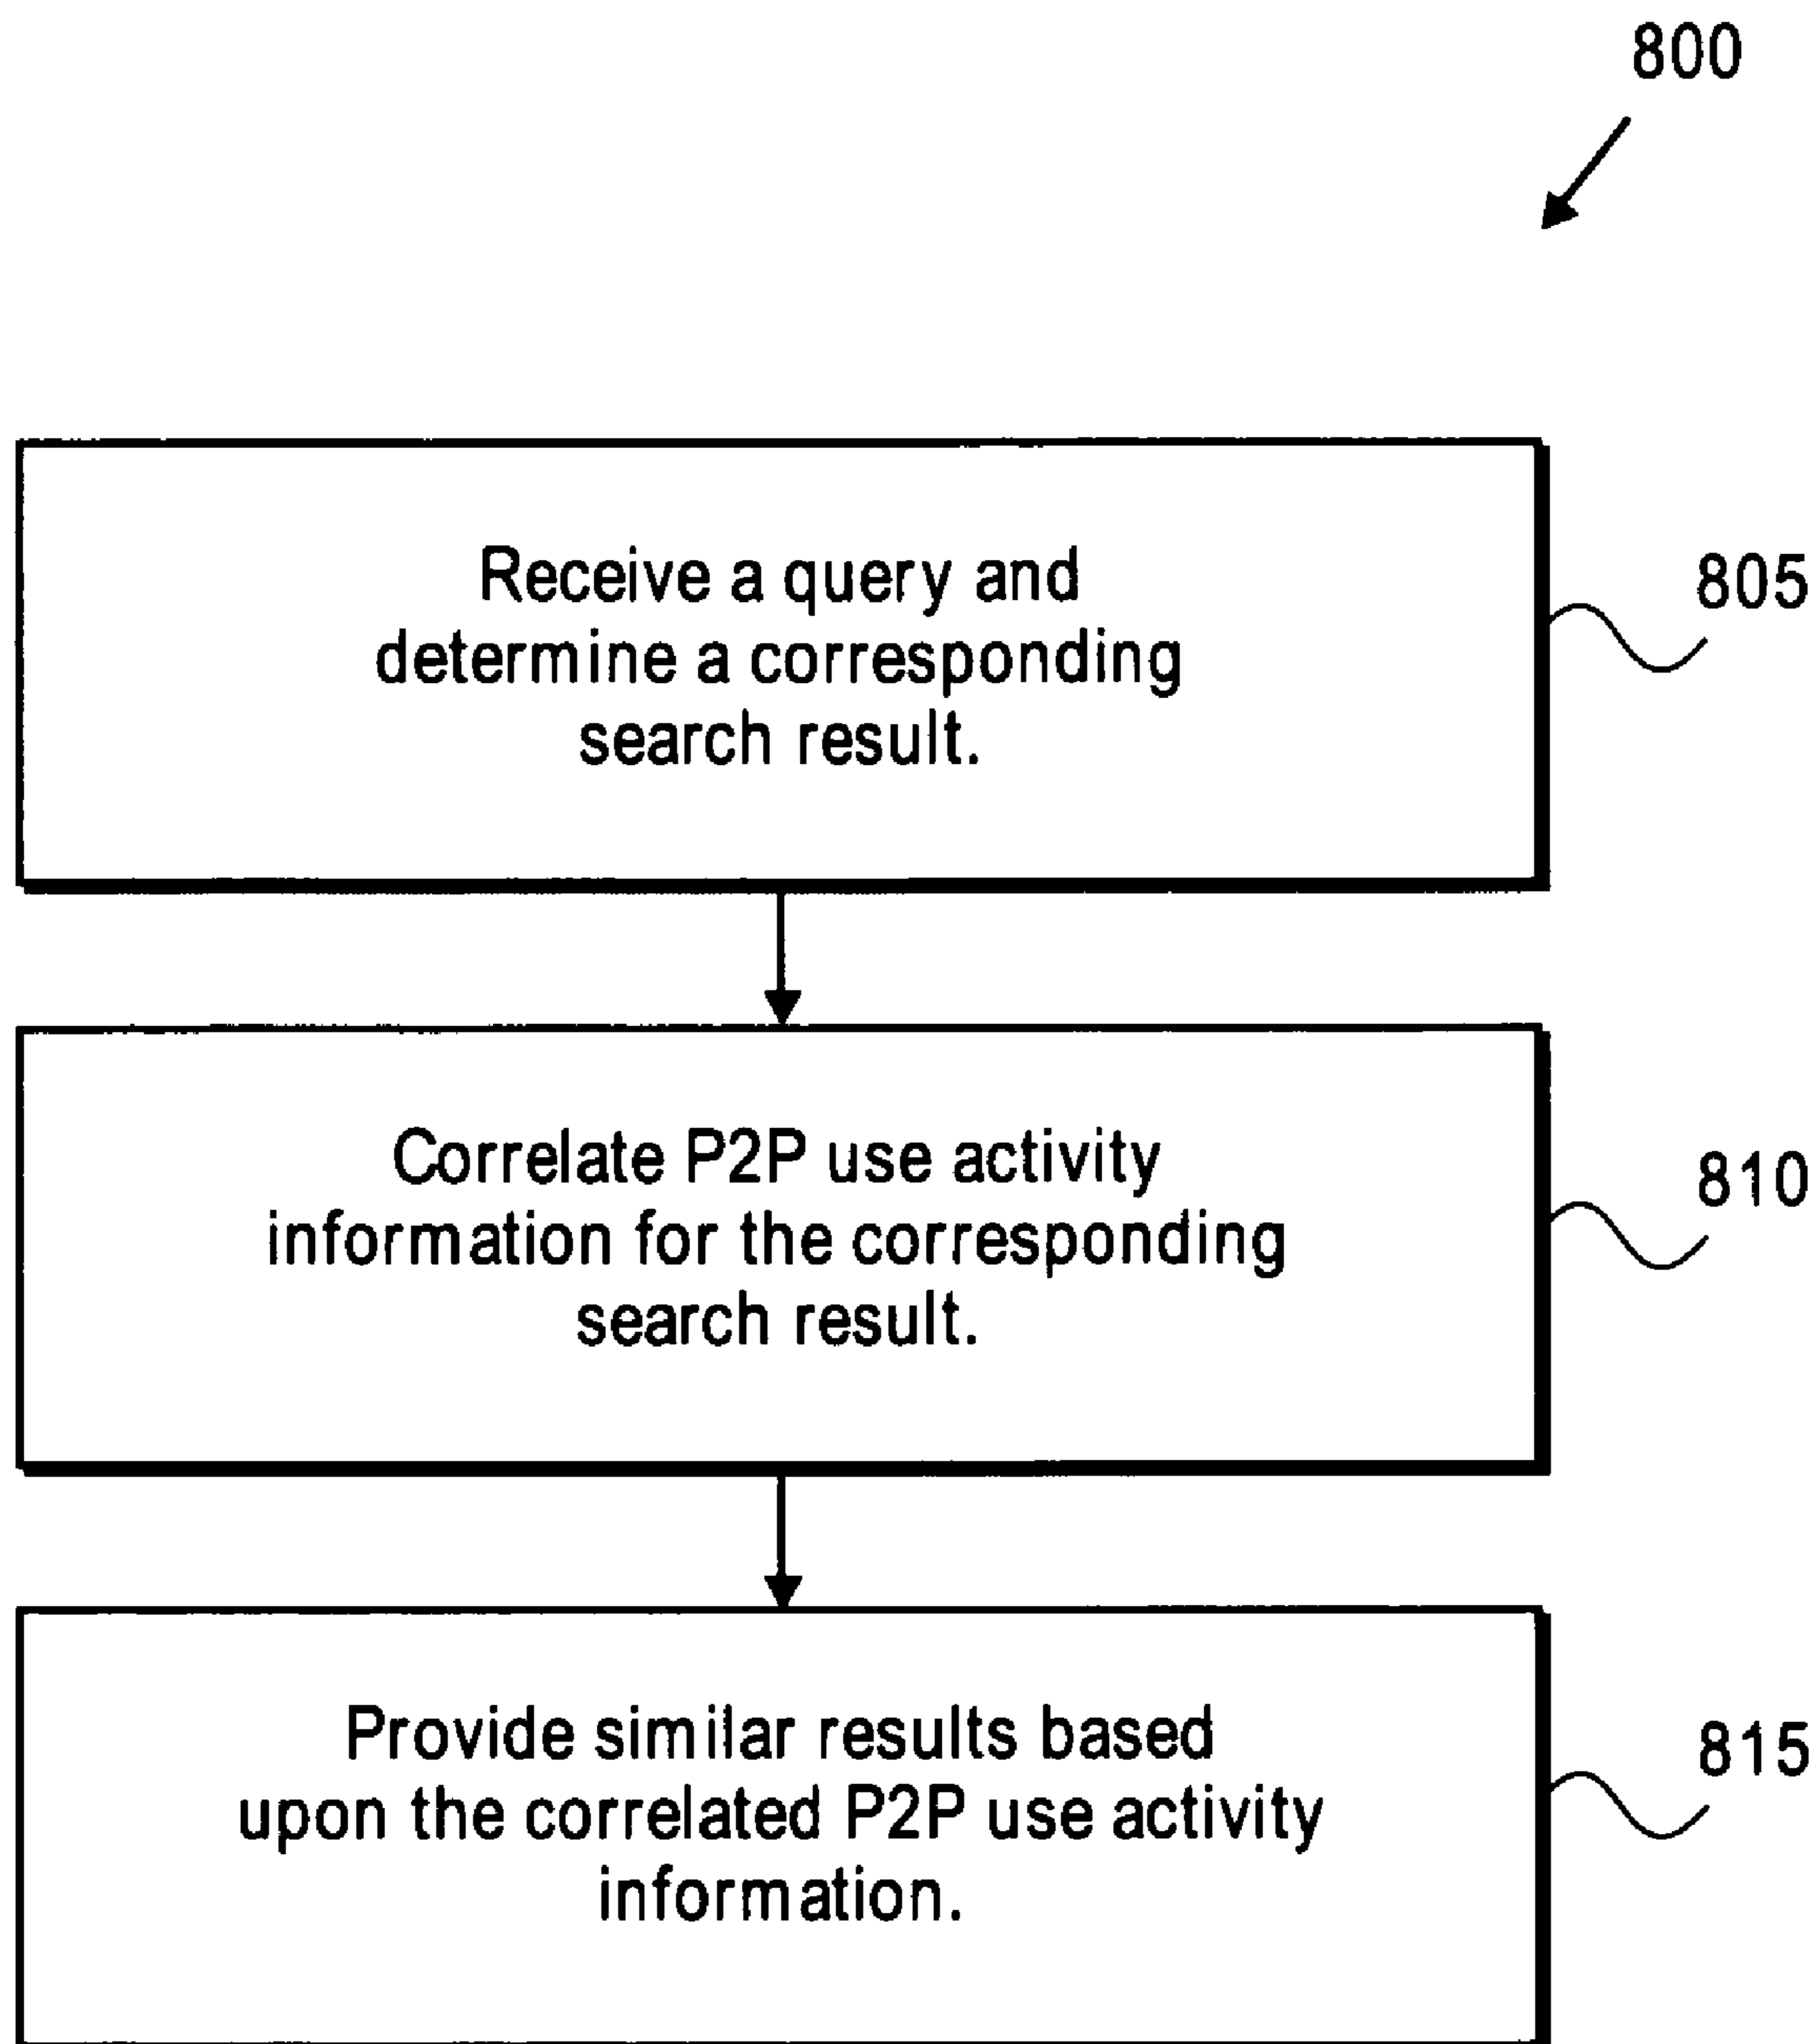 800
Receive a query and
determine a corresponding
search result.
805
Correlate P2P use activity
information for the corresponding
search result.
810
Provide similar results based
upon the correlated P2P use activity
information.
815